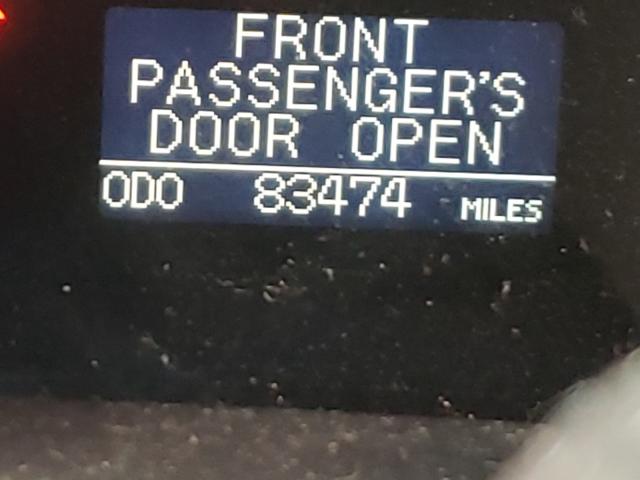 FRONT
PASSENGER'S
DOOR OPEN
ODO 83474 MILES